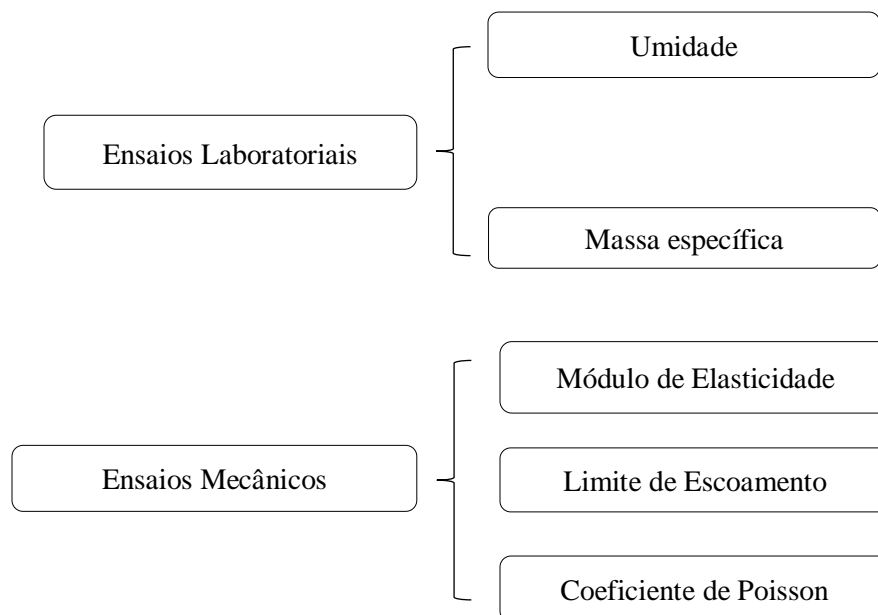 Umidade
Ensaios Laboratoriais
Massa específica
Módulo de Elasticidade
Ensaios Mecânicos
Limite de Escoamento
Coeficiente de Poisson